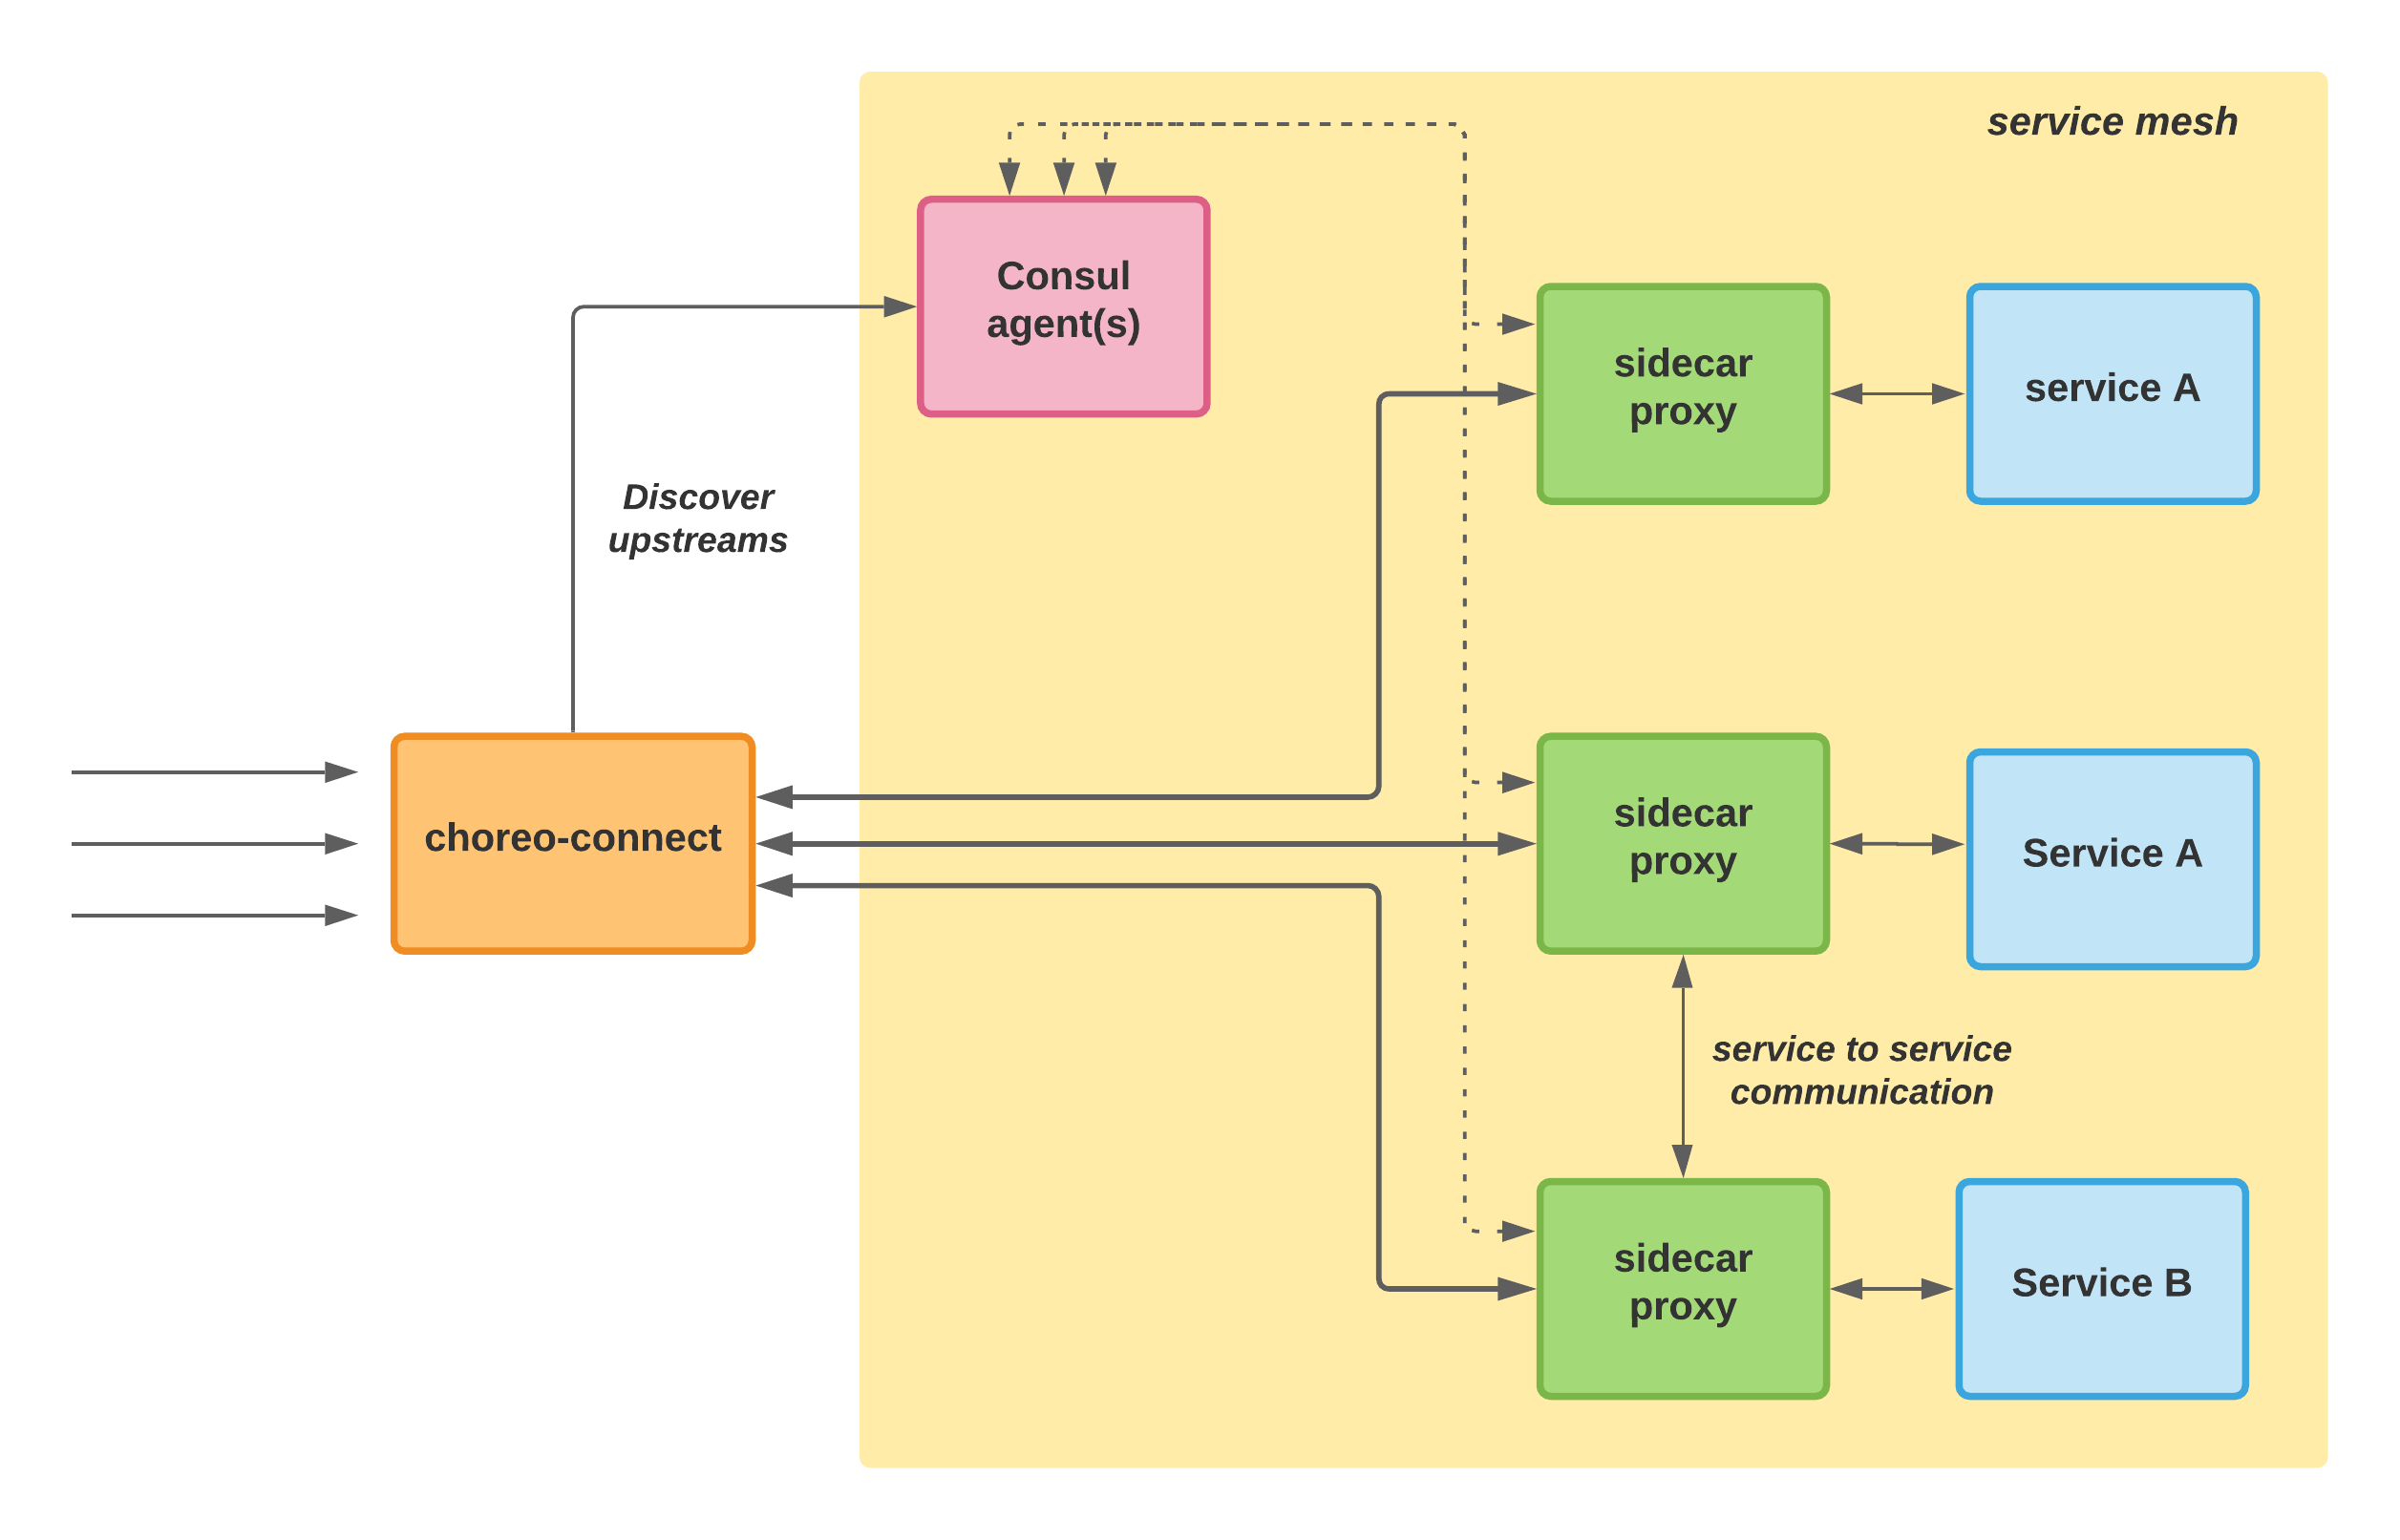 service mesh
Consul
agent(s)
sidecar
proxy
service A
Discover
upstreams
choreo-connect
sidecar
proxy
Service A
service to service
communication
sidecar
proxy
Service B